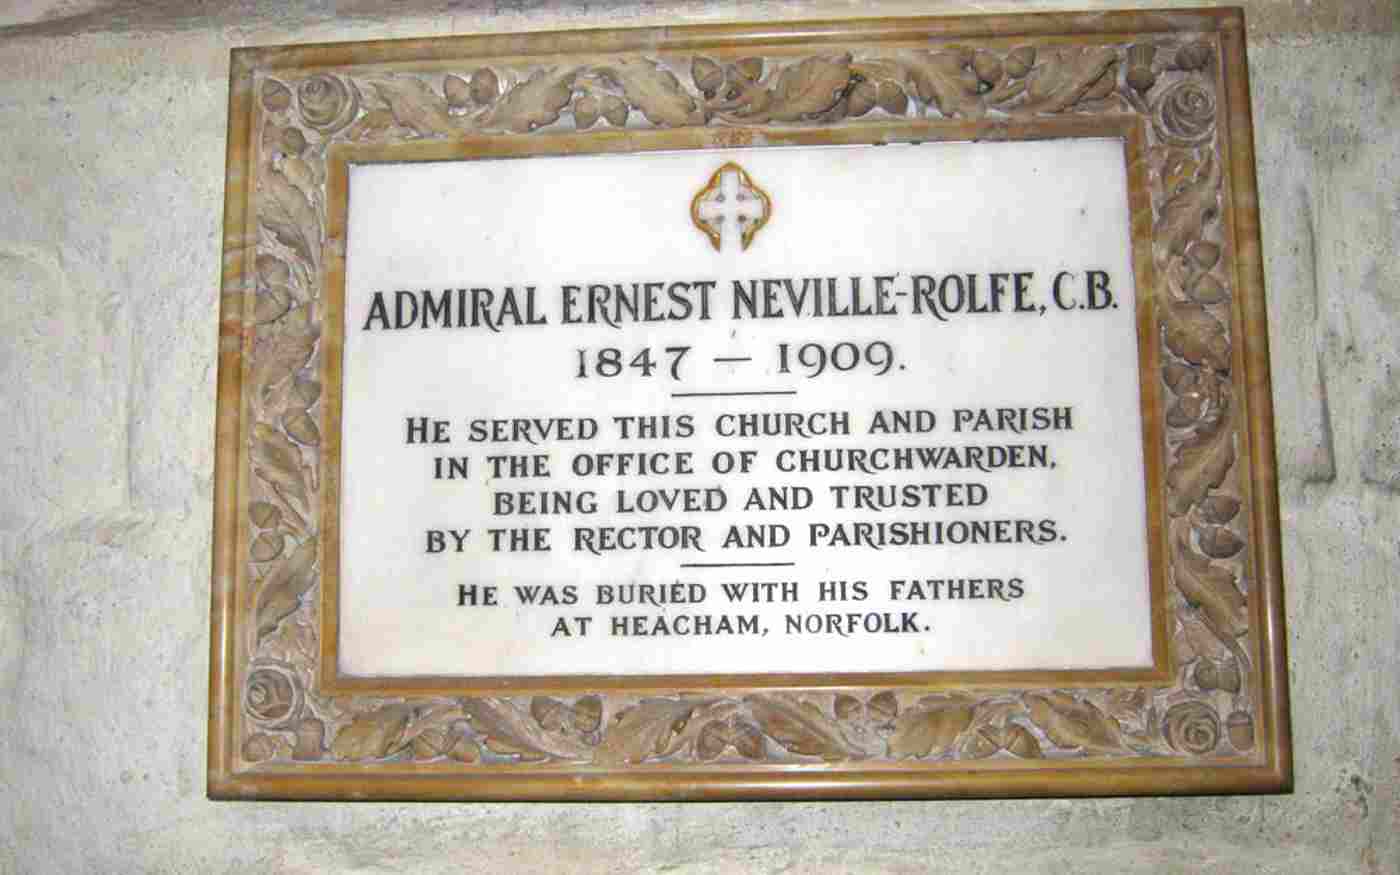 ADMIRAL ERNEST NEVILLE-ROLFE, C.B.
1847 — 1909.
HE SERVED THIS CHURCH AND PARISH
IN THE OFFICE OF CHURCHWARDEN,
BEING LOVED AND TRUSTED
BY THE RECTOR AND PARISHIONERS.
HE WAS BURIED WITH HIS FATHERS
AT HEACHAM, NORFOLK.